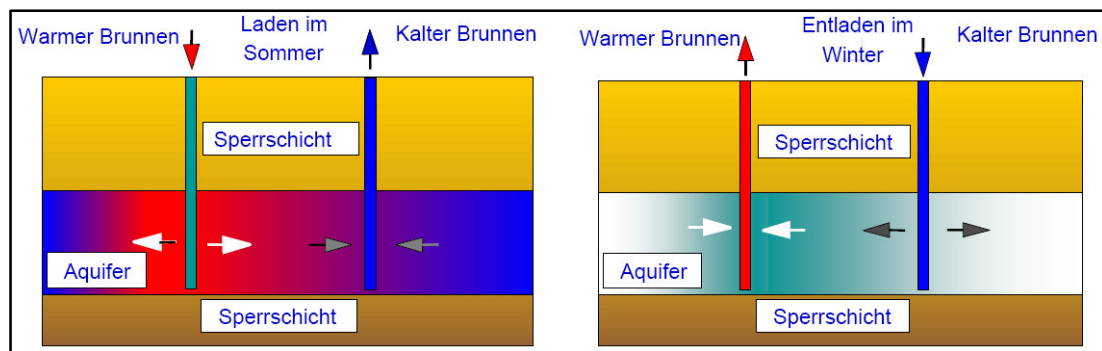 Warmer Brunnen
Laden im
Sommer
Kalter Brunnen
Sperrschicht
Aquifer
Sperrschicht
Warmer Brunnen
Entladen im
Winter
Kalter Brunnen
Sperrschicht
Aquifer
Sperrschicht